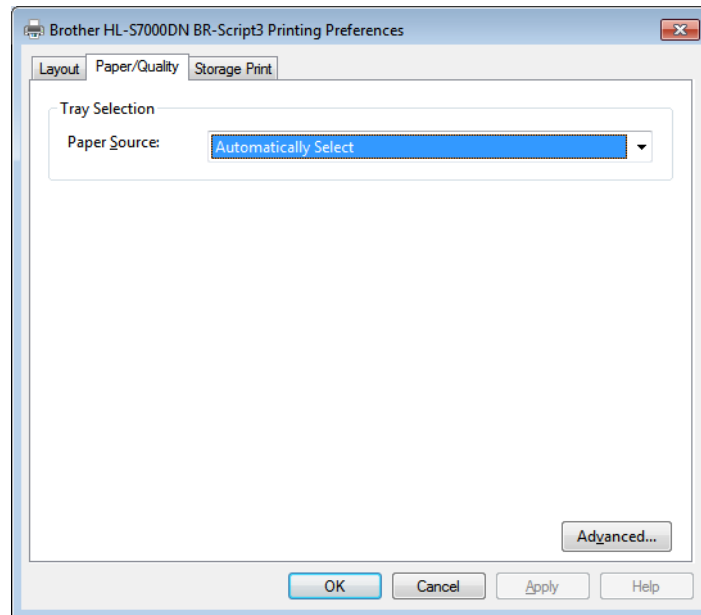 Brother HL-S7000DN BR-Script3 Printing Preferences
Layout Paper/Quality Storage Print
Tray Selection
Paper Source: Automatically Select
Advanced...
OK Cancel Apply Help